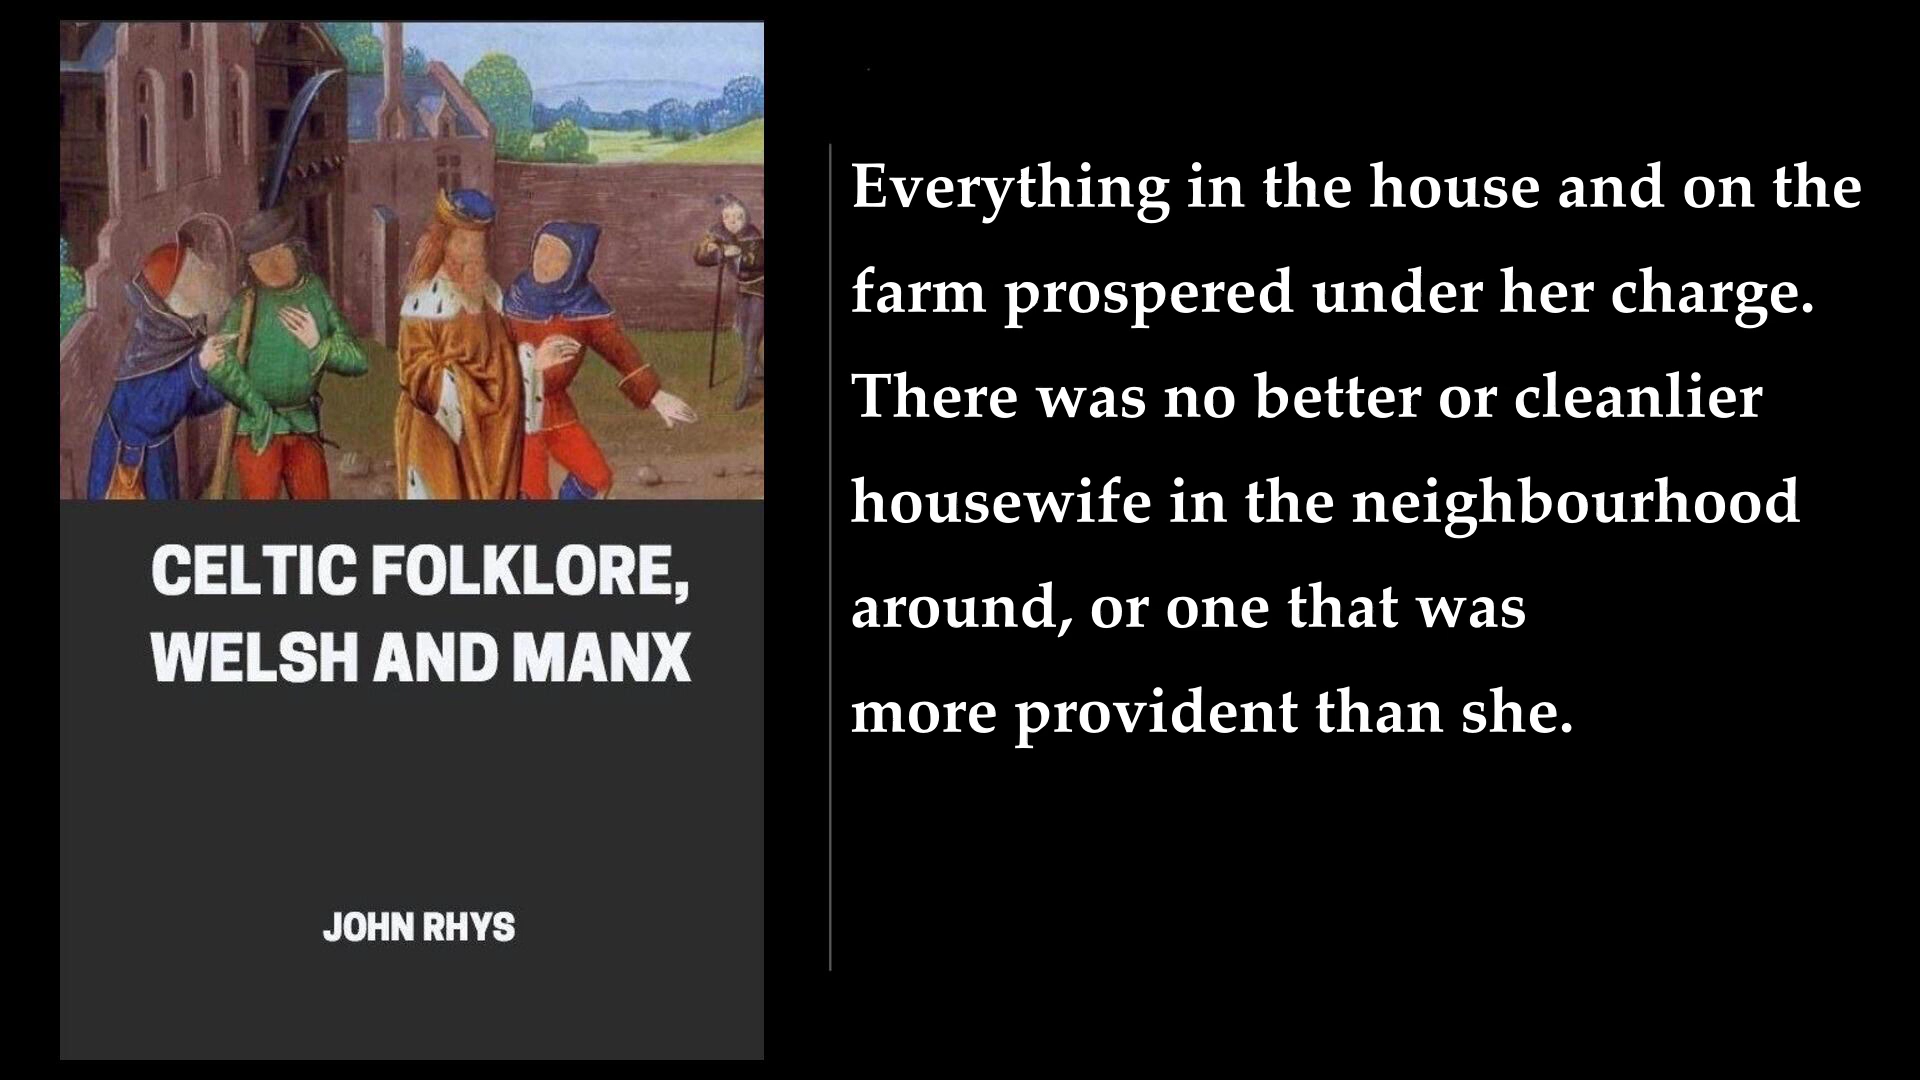 CELTIC FOLKLORE,
WELSH AND MANX
JOHN RHYS
Everything in the house and on the
farm prospered under her charge.
There was no better or cleanlier
housewife in the neighbourhood
around, or one that was
more provident than she.